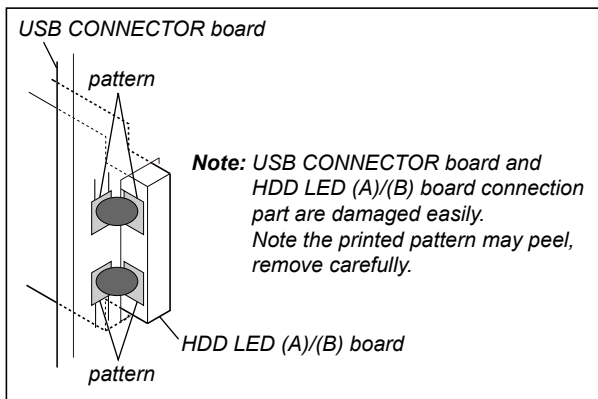 USB CONNECTOR board
pattern
Note: USB CONNECTOR board and
HDD LED (A)/(B) board connection
part are damaged easily.
Note the printed pattern may peel,
remove carefully.
HDD LED (A)/(B) board
pattern